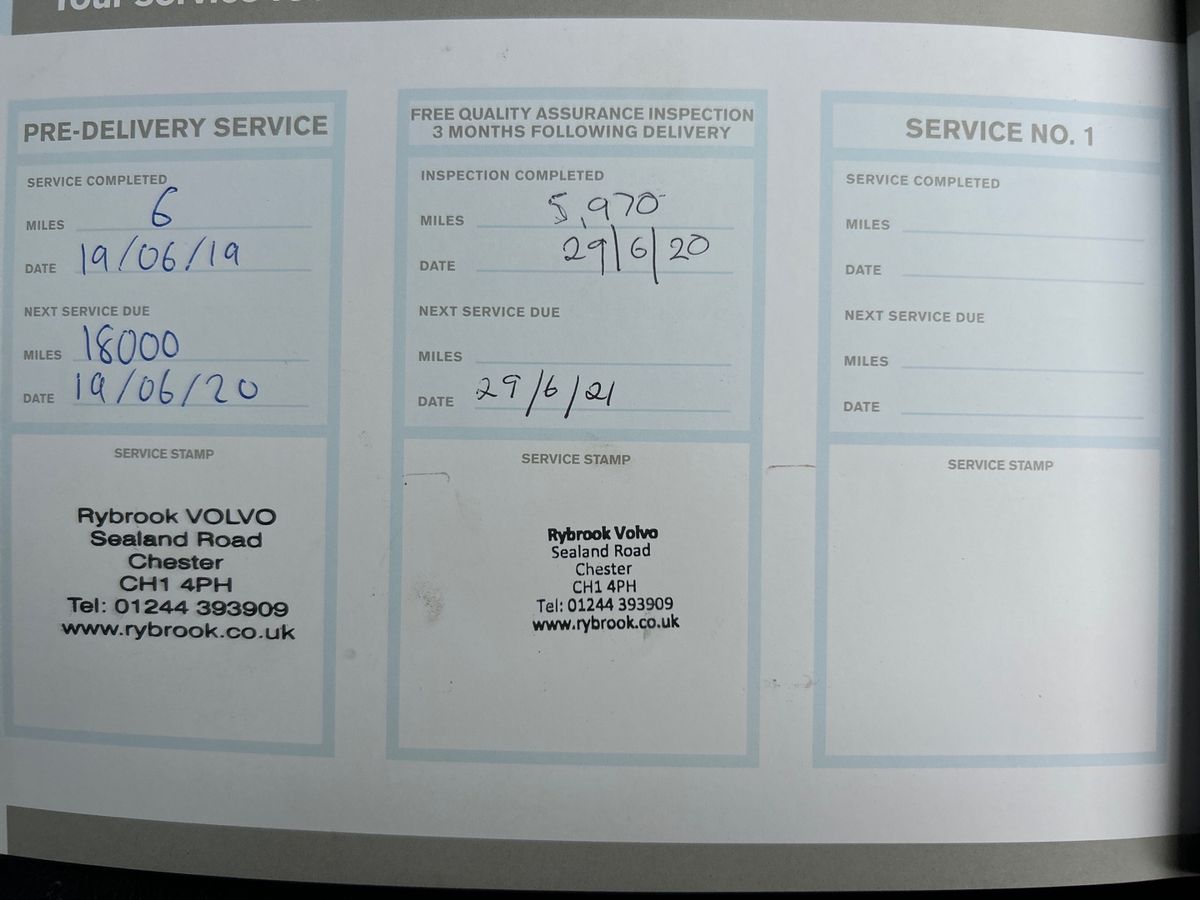 PRE-DELIVERY SERVICE
SERVICE COMPLETED
MILES 6
DATE 19/06/19
NEXT SERVICE DUE
MILES 18000
DATE 19/06/20
SERVICE STAMP
Rybrook VOLVO
Sealand Road
Chester
CH1 4PH
Tel: 01244 393909
www.rybrook.co.uk
FREE QUALITY ASSURANCE INSPECTION
3 MONTHS FOLLOWING DELIVERY
INSPECTION COMPLETED
MILES 5,970
DATE 29/6/20
NEXT SERVICE DUE
MILES
DATE 29/6/21
SERVICE STAMP
Rybrook Volvo
Sealand Road
Chester
CH1 4PH
Tel: 01244 393909
www.rybrook.co.uk
SERVICE NO. 1
SERVICE COMPLETED
MILES
DATE
NEXT SERVICE DUE
MILES
DATE
SERVICE STAMP